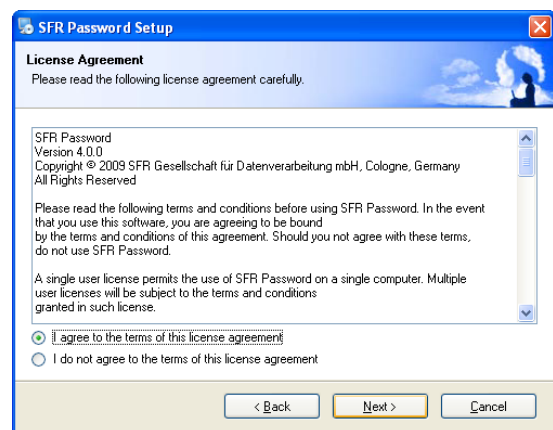 SFR Password Setup
License Agreement
Please read the following license agreement carefully.
SFR Password
Version 4.0.0
Copyright © 2009 SFR Gesellschaft für Datenverarbeitung mbH, Cologne, Germany
All Rights Reserved
Please read the following terms and conditions before using SFR Password. In the event
that you use this software, you are agreeing to be bound
by the terms and conditions of this agreement. Should you not agree with these terms,
do not use SFR Password.
A single user license permits the use of SFR Password on a single computer. Multiple
user licenses will be subject to the terms and conditions
granted in such license.
I agree to the terms of this license agreement
I do not agree to the terms of this license agreement
< Back Next > Cancel